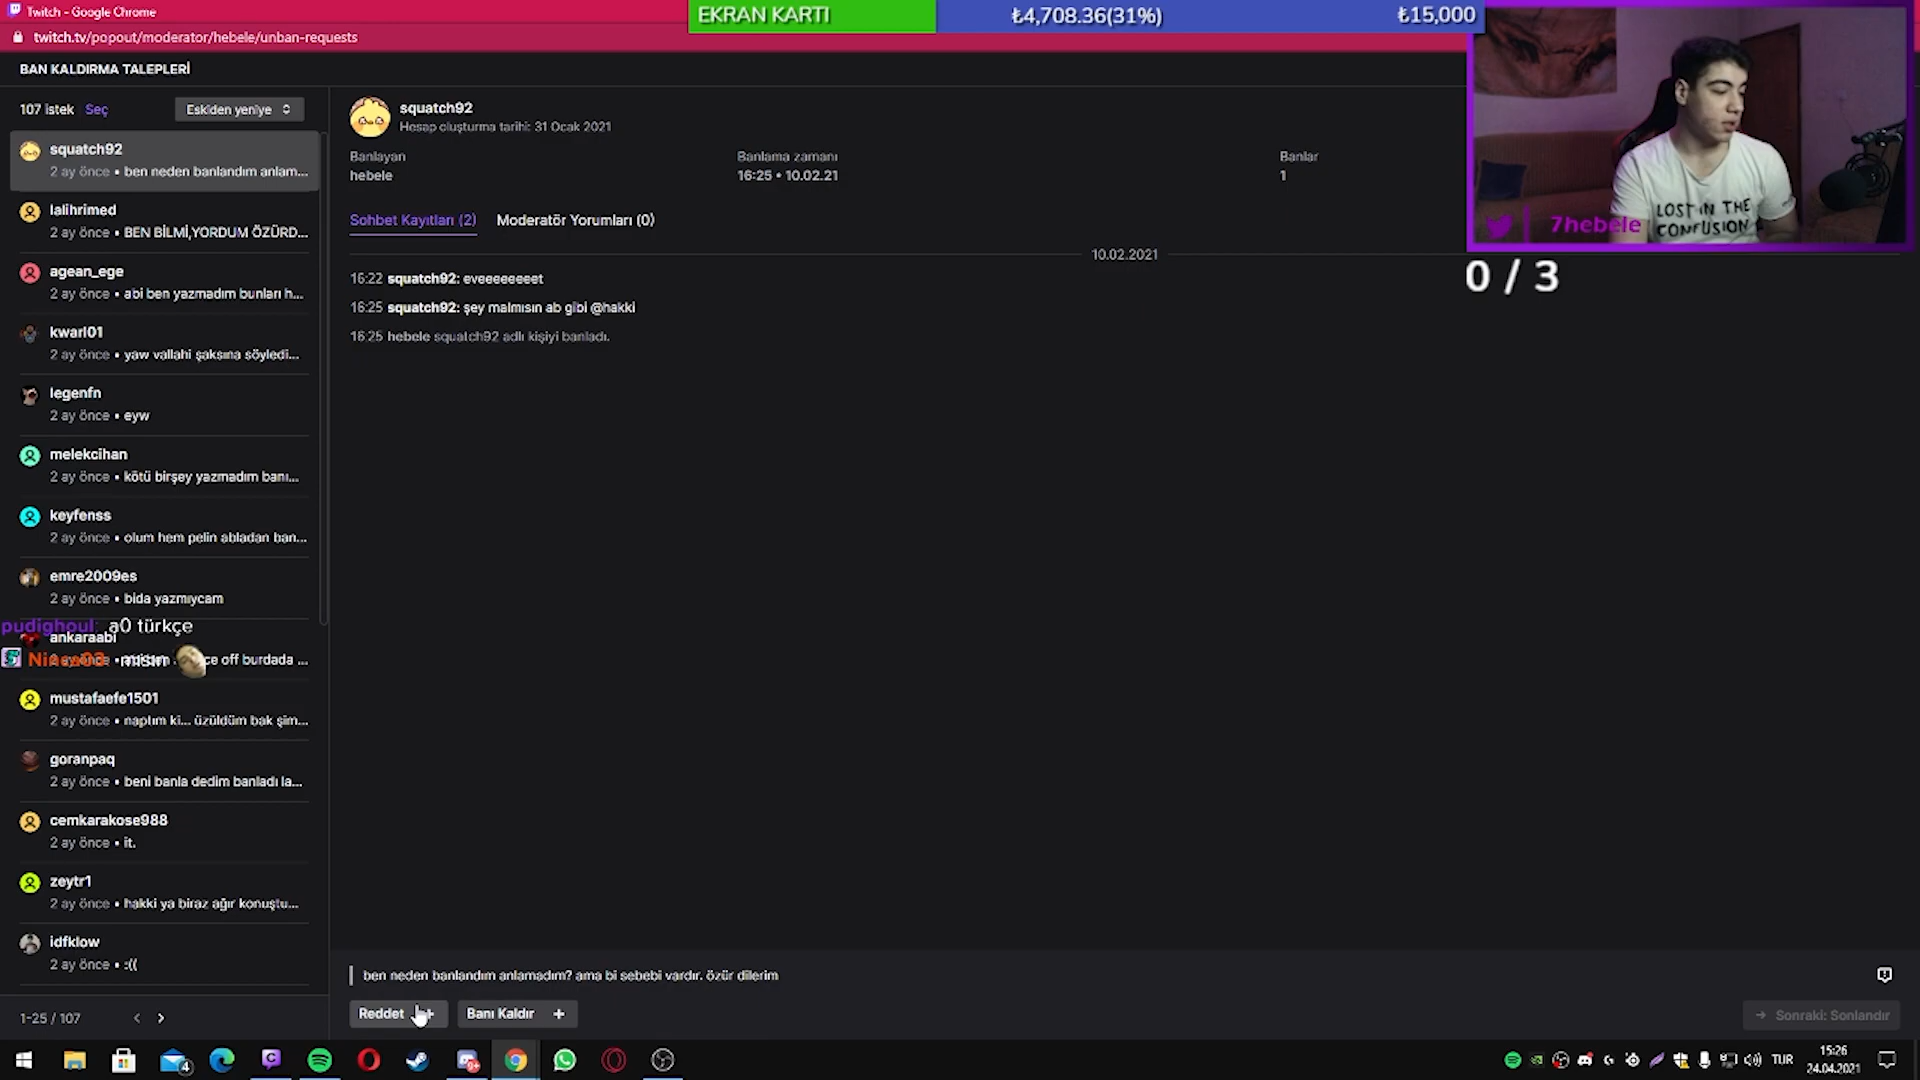 Twitch - Google Chrome
EKRAN KARTI
₺4,708.36(31%)
₺15,000
twitch.tv/popout/moderator/hebele/unban-requests
BAN KALDIRMA TALEPLERİ
107 istek Seç
Eskiden yeniye
squatch92
2 ay önce • ben neden banlandım anlam...
lalihrimed
2 ay önce • BEN BİLMİ,YORDUM ÖZÜRD...
agean_ege
2 ay önce • abi ben yazmadım bunları h...
kwarl01
2 ay önce • yaw vallahi şaksına söyledi...
legenfn
2 ay önce • eyw
melekcihan
2 ay önce • kötü birşey yazmadım banı...
keyfenss
2 ay önce • olum hem pelin abladan ban...
emre2009es
2 ay önce • bida yazmıycam
pudighoul: a0 türkçe
ankaraabi
misin
ce off burdada ...
mustafaefe1501
2 ay önce • naptım ki... üzüldüm bak şim...
goranpaq
2 ay önce • beni banla dedim banladı la...
cemkarakose988
2 ay önce • it.
zeytr1
2 ay önce • hakki ya biraz ağır konuştu...
idfklow
2 ay önce • :((
1-25 / 107
squatch92
Hesap oluşturma tarihi: 31 Ocak 2021
Banlayan
hebele
Banlama zamanı
16:25 • 10.02.21
Banlar
1
Sohbet Kayıtları (2)
Moderatör Yorumları (0)
10.02.2021
16:22 squatch92: eveeeeeeeet
16:25 squatch92: şey malmısın ab gibi @hakki
16:25 hebele squatch92 adlı kişiyi banladı.
LOST IN THE
CONFUSION
7hebele
0 / 3
ben neden banlandım anlamadım? ama bi sebebi vardır. özür dilerim
Reddet
Banı Kaldır +
Sonraki: Sonlandır
TUR
15:26
24.04.2021